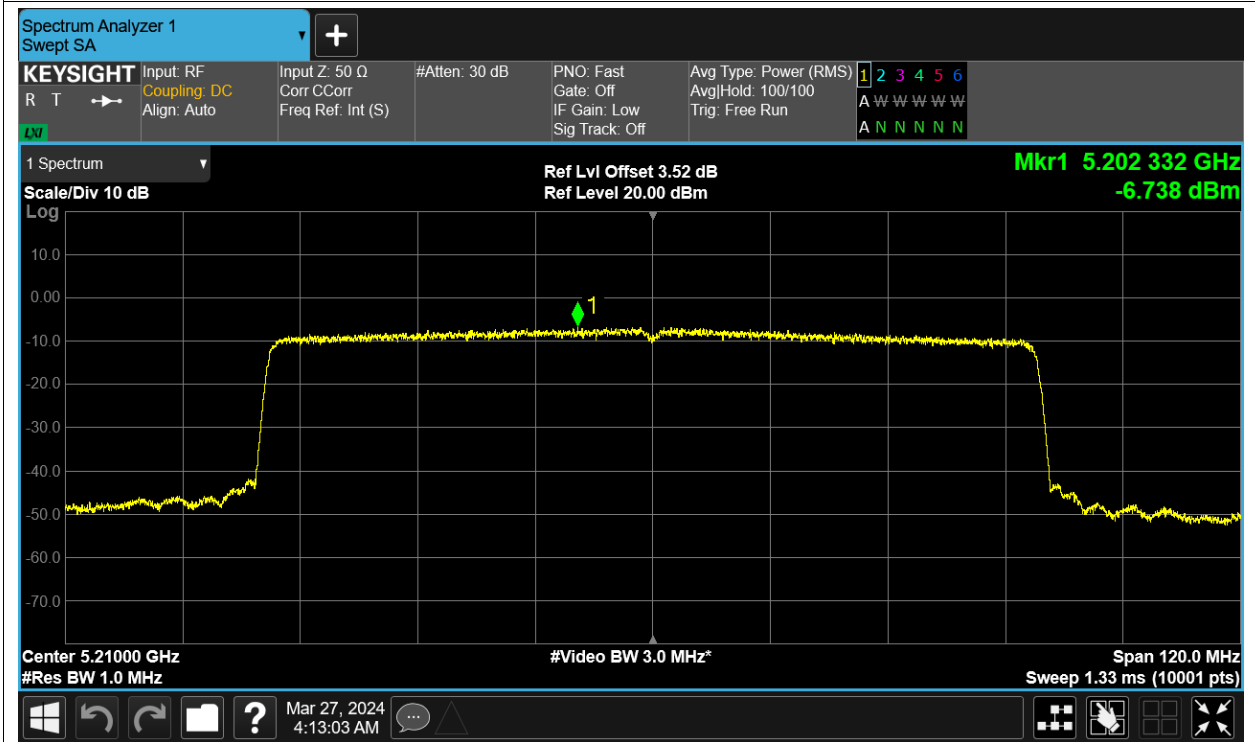 Spectrum Analyzer 1
Swept SA
+
KEYSIGHT
R T
LXI
Input: RF
Coupling: DC
Align: Auto
Input Z: 50 Ω
Corr CCorr
Freq Ref: Int (S)
#Atten: 30 dB
PNO: Fast
Gate: Off
IF Gain: Low
Sig Track: Off
Avg Type: Power (RMS)
Avg|Hold: 100/100
Trig: Free Run
1 2 3 4 5 6
A W W W W W
A N N N N N
1 Spectrum
Scale/Div 10 dB
Ref Lvl Offset 3.52 dB
Ref Level 20.00 dBm
Mkr1 5.202 332 GHz
-6.738 dBm
Log
10.0
0.00
-10.0
-20.0
-30.0
-40.0
-50.0
-60.0
-70.0
1
Center 5.21000 GHz
#Res BW 1.0 MHz
#Video BW 3.0 MHz*
Span 120.0 MHz
Sweep 1.33 ms (10001 pts)
?
Mar 27, 2024
4:13:03 AM